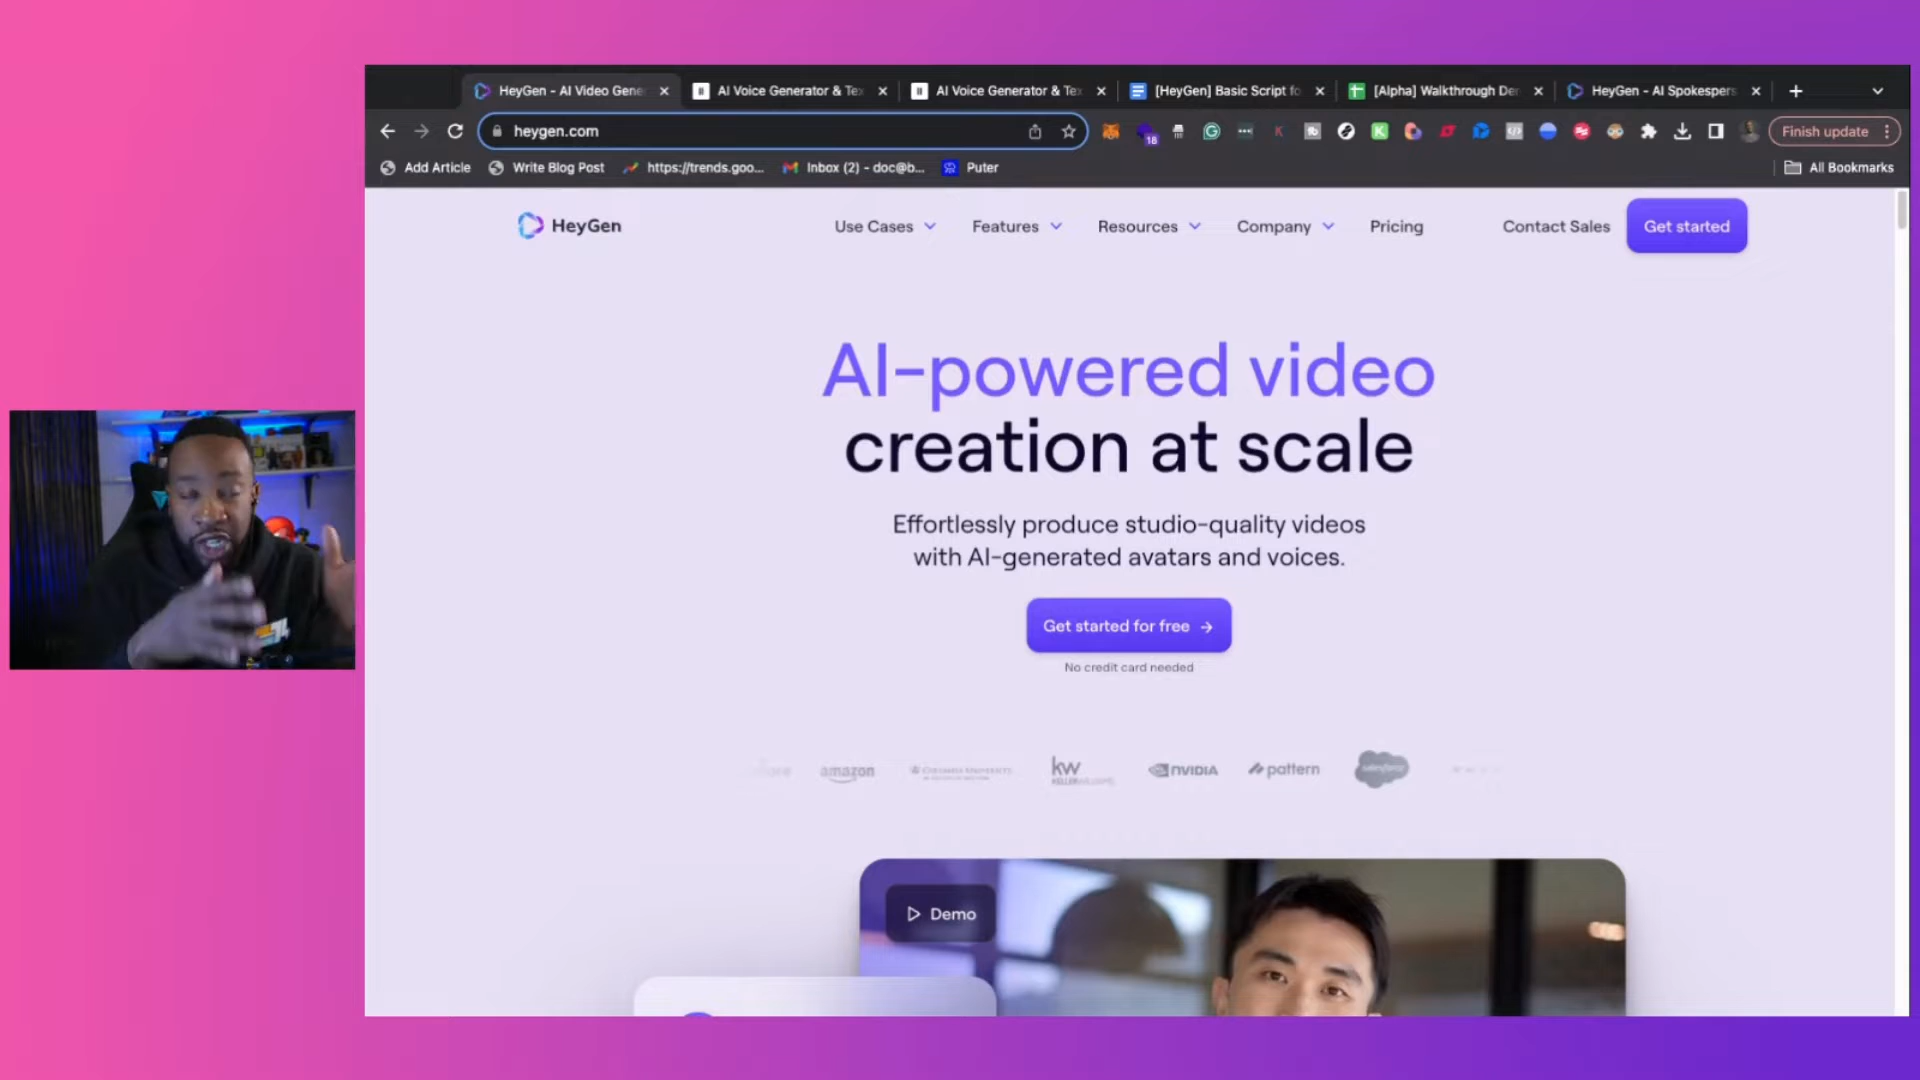 HeyGen - AI Video Gene
AI Voice Generator & Tex
AI Voice Generator & Tex
[HeyGen] Basic Script fo
[Alpha] Walkthrough De
HeyGen - AI Spokespers
heygen.com
18
Finish update
Add Article
Write Blog Post
https://trends.goo...
Inbox (2) - doc@b...
Puter
All Bookmarks
HeyGen
Use Cases
Features
Resources
Company
Pricing
Contact Sales
Get started
AI-powered video
creation at scale
Effortlessly produce studio-quality videos
with AI-generated avatars and voices.
Get started for free →
No credit card needed
amazon
kw
KELLERWILLIAMS
NVIDIA
pattern
salesforce
Demo